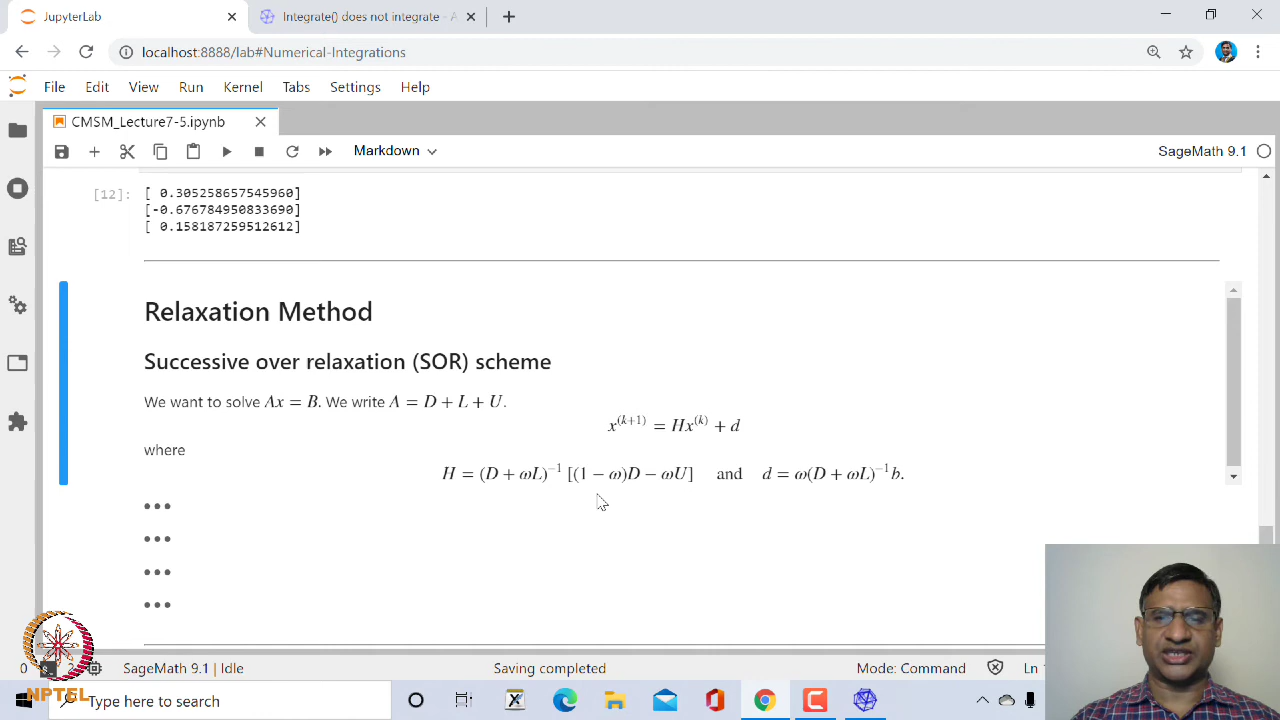 JupyterLab
Integrate() does not integrate - A
localhost:8888/lab#Numerical-Integrations
File Edit View Run Kernel Tabs Settings Help
CMSM_Lecture7-5.ipynb
Markdown
SageMath 9.1
[12]:
[ 0.305258657545960]
[-0.676784950833690]
[ 0.158187259512612]
Relaxation Method
Successive over relaxation (SOR) scheme
We want to solve Ax = B. We write A = D + L + U.
x^(k+1) = Hx^(k) + d
where
H = (D + ωL)^−1 [(1 − ω)D − ωU] and d = ω(D + ωL)^−1 b.
0
SageMath 9.1 | Idle
Saving completed
Mode: Command
Ln 1
NPTEL
Type here to search